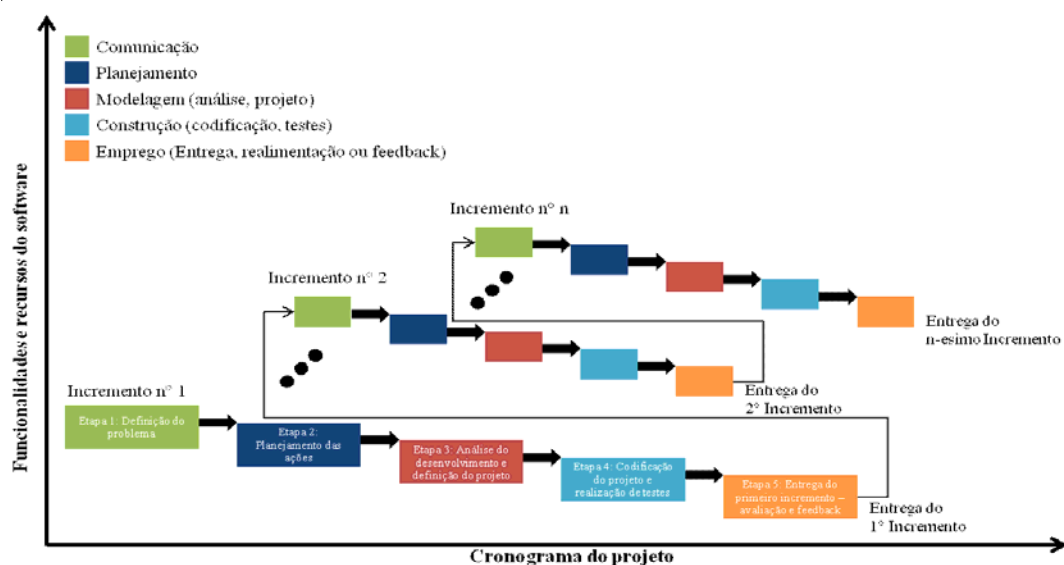 Comunicação
Planejamento
Modelagem (análise, projeto)
Construção (codificação, testes)
Emprego (Entrega, realimentação ou feedback)
Funcionalidades e recursos do software
Incremento n° n
Incremento n° 2
Entrega do
n-esimo Incremento
Incremento n° 1
Entrega do
2° Incremento
Etapa 1: Definição do
problema
Etapa 2:
Planejamento das
ações
Etapa 3: Análise do
desenvolvimento e
definição do projeto
Etapa 4: Codificação
do projeto e
realização de testes
Etapa 5: Entrega do
primeiro incremento –
avaliação e feedback
Entrega do
1° Incremento
Cronograma do projeto